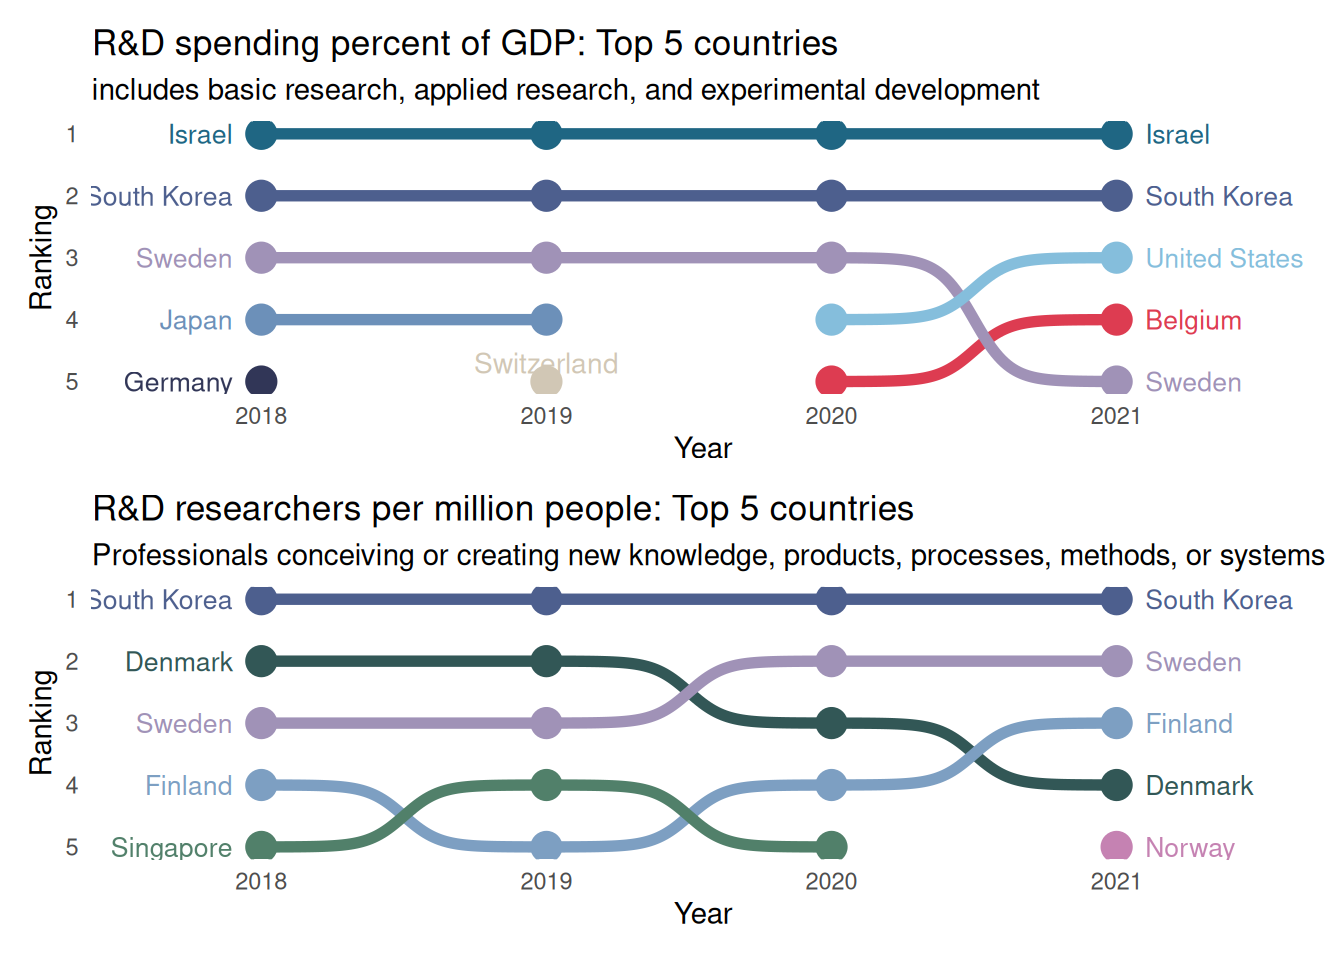 R&D spending percent of GDP: Top 5 countries
includes basic research, applied research, and experimental development
1 Israel Israel
2 South Korea South Korea
3 Sweden United States
4 Japan Belgium
Switzerland
5 Germany Sweden
Ranking
2018 2019 2020 2021
Year
R&D researchers per million people: Top 5 countries
Professionals conceiving or creating new knowledge, products, processes, methods, or systems
1 South Korea South Korea
2 Denmark Sweden
3 Sweden Finland
4 Finland Denmark
5 Singapore Norway
Ranking
2018 2019 2020 2021
Year